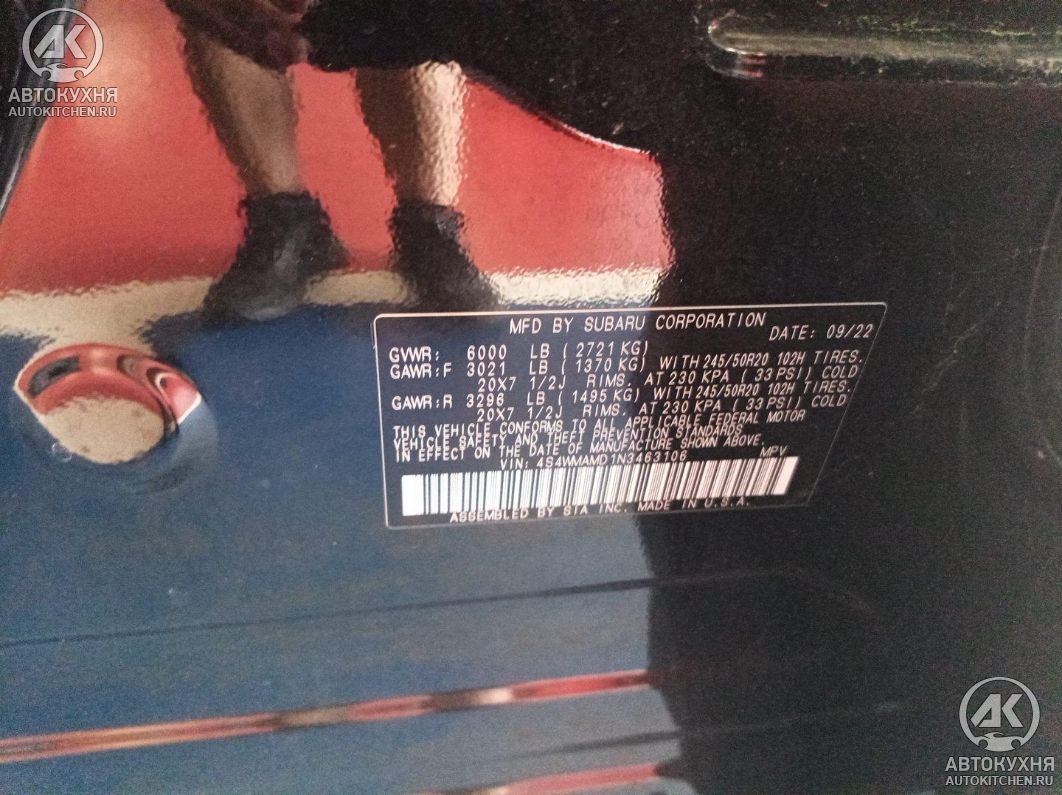 АК
АВТОКУХНЯ
AUTOKITCHEN.RU
MFD BY SUBARU CORPORATION
DATE: 09/22
GVWR: 6000 LB ( 2721 KG)
GAWR: F 3021 LB ( 1370 KG) WITH 245/50R20 102H TIRES.
20X7 1/2J RIMS. AT 230 KPA ( 33 PSI) COLD
GAWR: R 3296 LB ( 1495 KG) WITH 245/50R20 102H TIRES.
20X7 1/2J RIMS. AT 230 KPA ( 33 PSI) COLD
THIS VEHICLE CONFORMS TO ALL APPLICABLE FEDERAL MOTOR
VEHICLE SAFETY AND THEFT PREVENTION STANDARDS
IN EFFECT ON THE DATE OF MANUFACTURE SHOWN ABOVE.
VIN: 4S4WMAMD1N3463106 MPV
ASSEMBLED BY SIA INC. MADE IN U.S.A.
АК
АВТОКУХНЯ
AUTOKITCHEN.RU